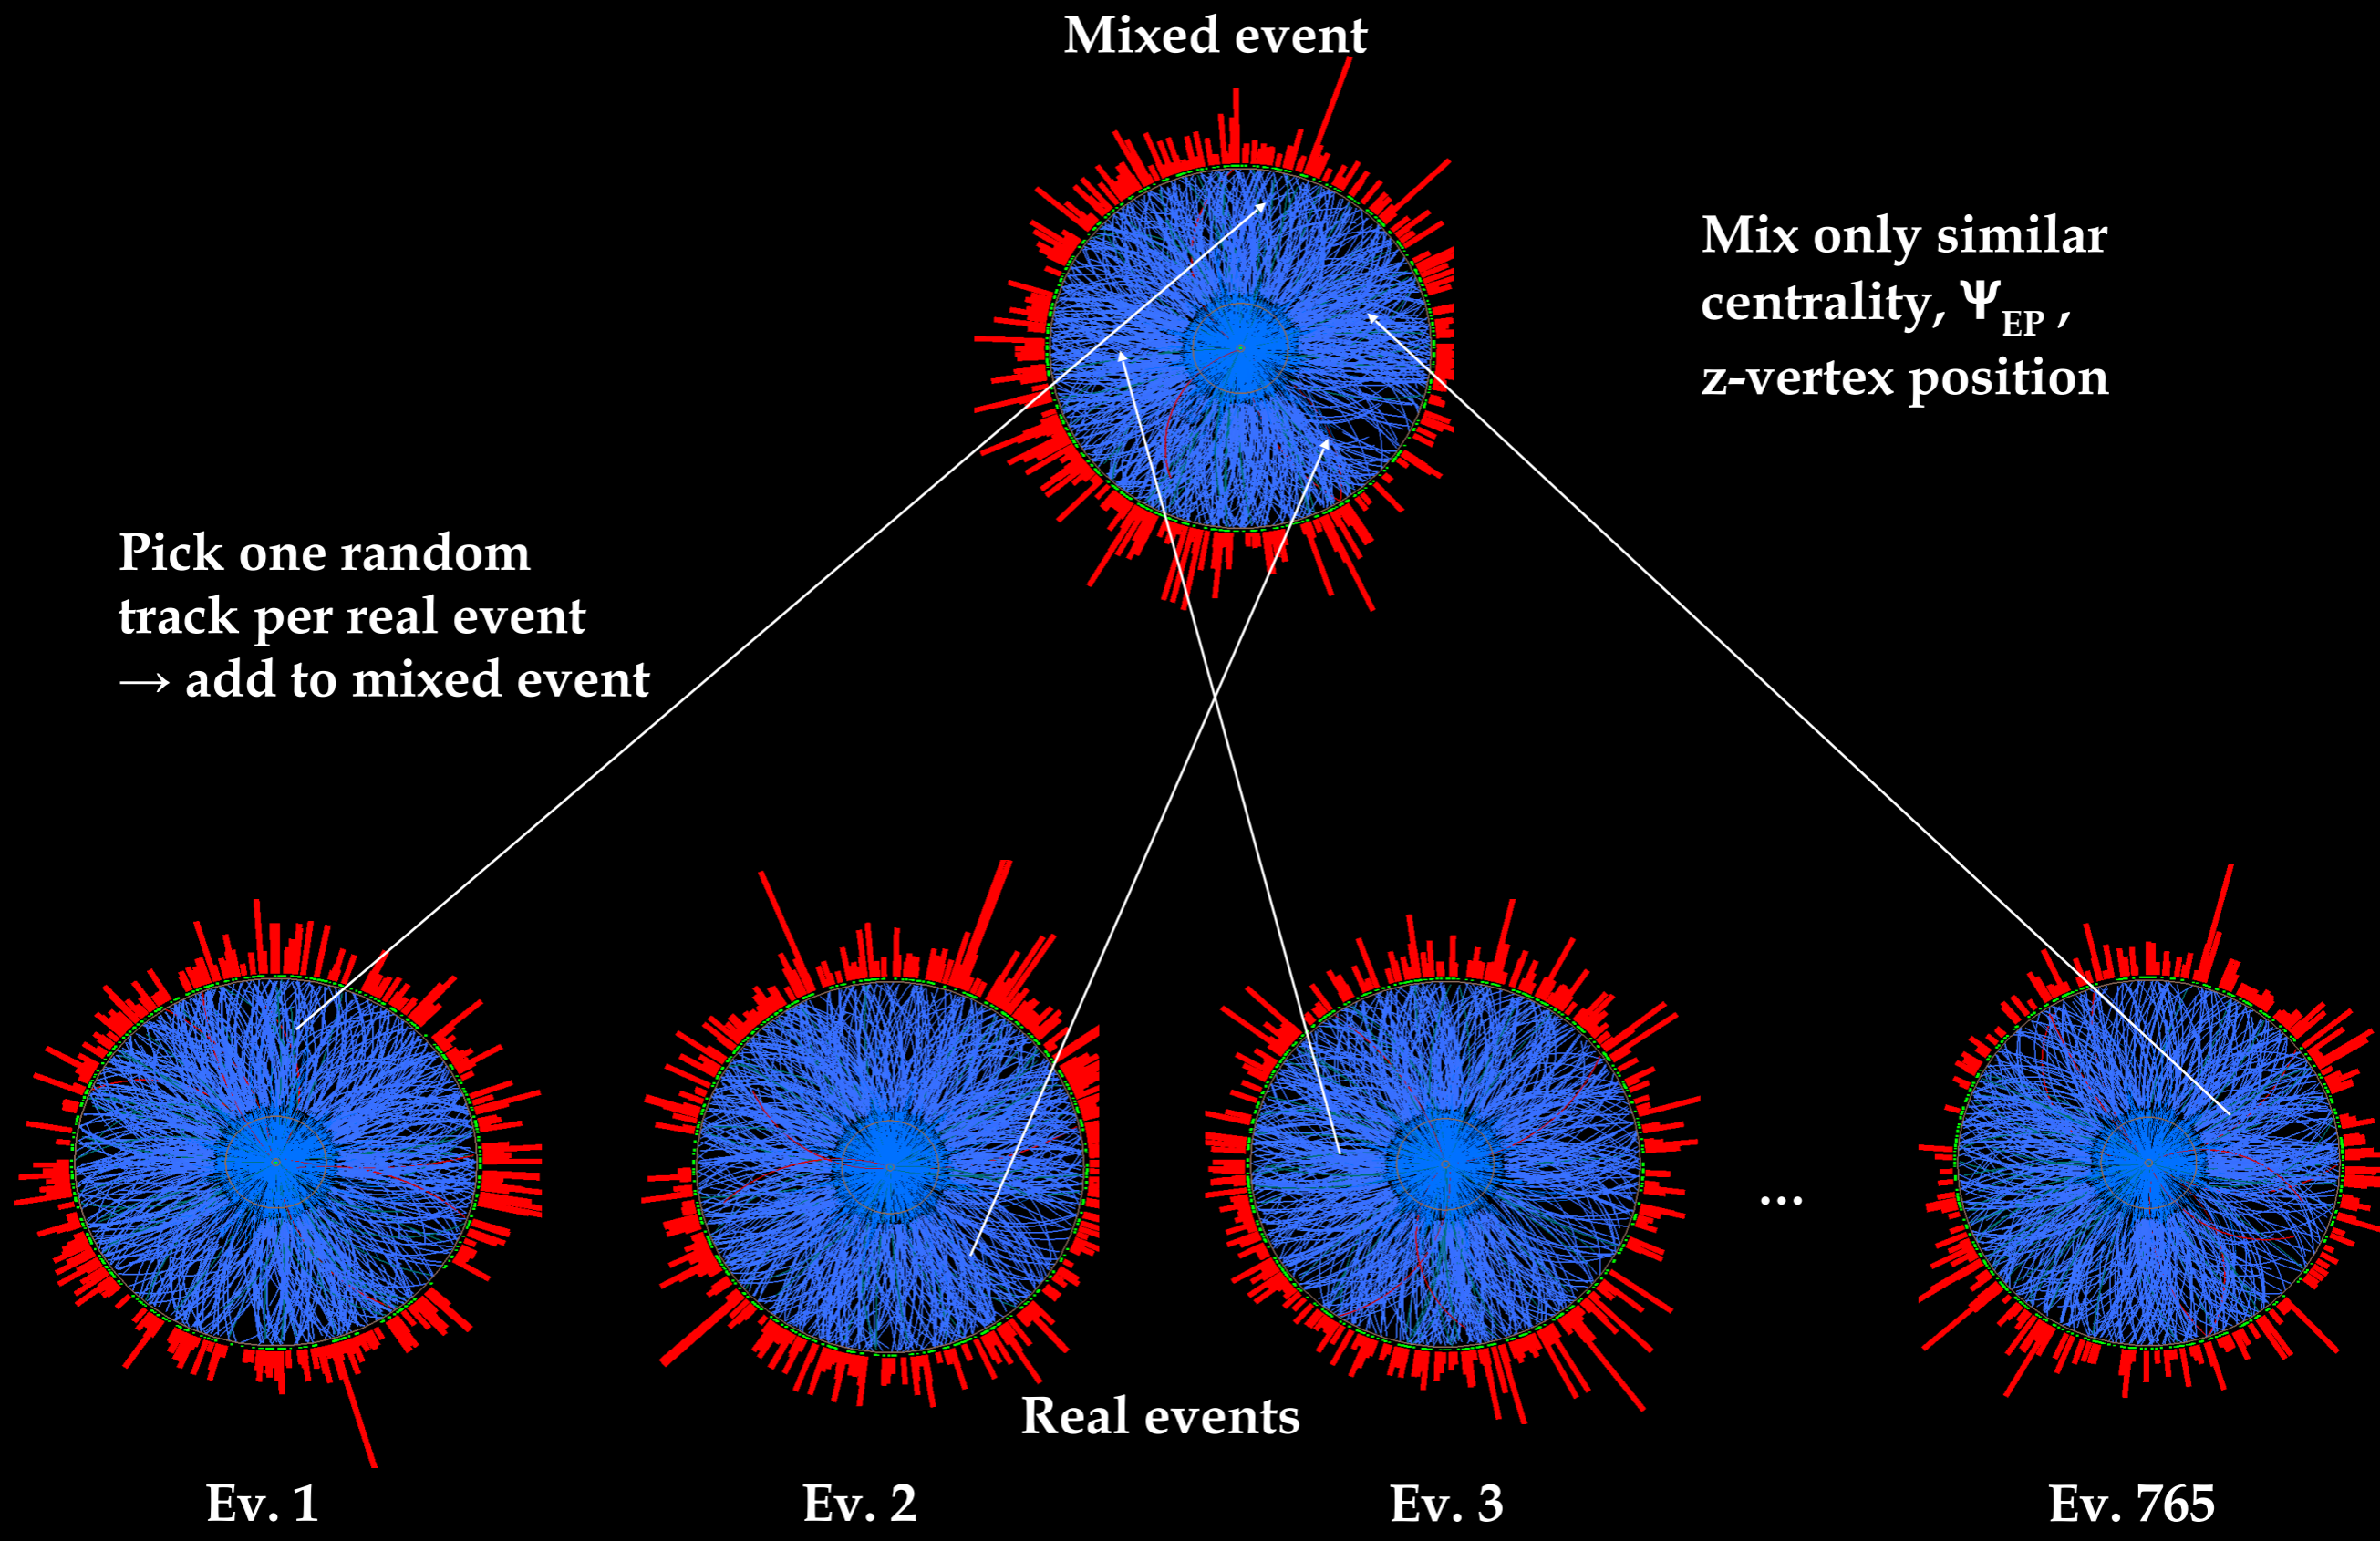 Mixed event
Mix only similar
centrality, Ψ_EP ,
z-vertex position
Pick one random
track per real event
→ add to mixed event
...
Real events
Ev. 1
Ev. 2
Ev. 3
Ev. 765